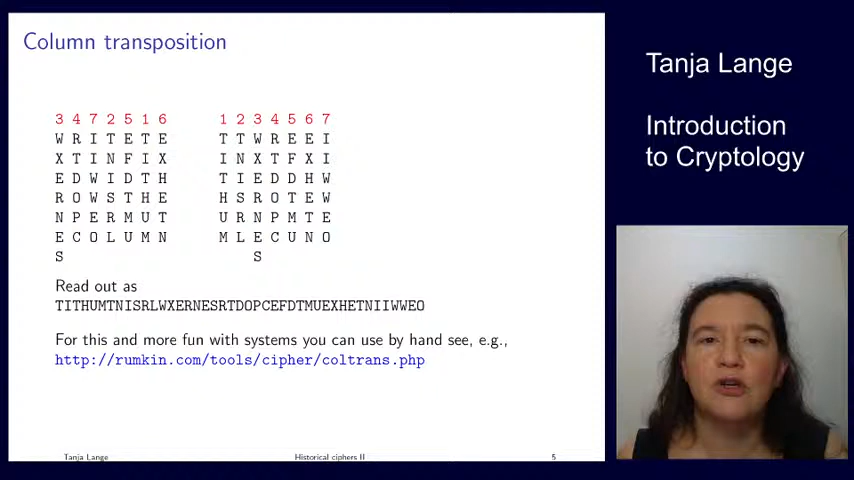 Column transposition
3 4 7 2 5 1 6
W R I T E T E
X T I N F I X
E D W I D T H
R O W S T H E
N P E R M U T
E C O L U M N
S
1 2 3 4 5 6 7
T T W R E E I
I N X T F X I
T I E D D H W
H S R O T E W
U R N P M T E
M L E C U N O
S
Read out as
TITHUMTNISRLWXERNESRTDOPCEFDTMUEXHETNIIWWEO
For this and more fun with systems you can use by hand see, e.g.,
http://rumkin.com/tools/cipher/coltrans.php
Tanja Lange
Historical ciphers II
5
Tanja Lange
Introduction
to Cryptology